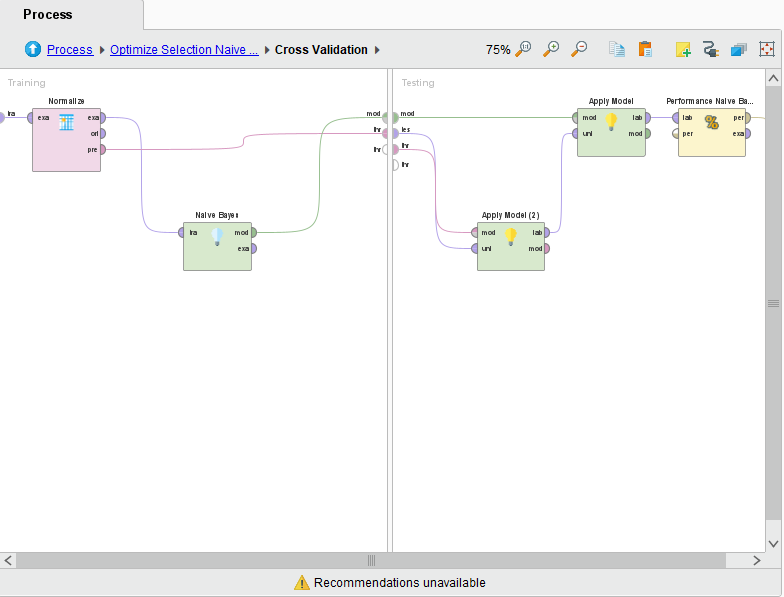 Process
Process Optimize Selection Naive ... Cross Validation
75%
Training
tra
Normalize
exa exa
ori
pre
Naive Bayes
tra mod
exa
mod
thr
thr
Testing
mod
tes
thr
thr
Apply Model
mod lab
unl mod
Performance Naive Ba...
lab per
per exa
Apply Model (2)
mod lab
unl mod
Recommendations unavailable